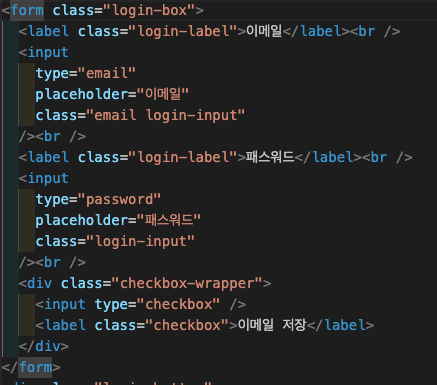 <form class="login-box">
<label class="login-label">이메일</label><br />
<input
type="email"
placeholder="이메일"
class="email login-input"
/><br />
<label class="login-label">패스워드</label><br />
<input
type="password"
placeholder="패스워드"
class="login-input"
/><br />
<div class="checkbox-wrapper">
<input type="checkbox" />
<label class="checkbox">이메일 저장</label>
</div>
</form>